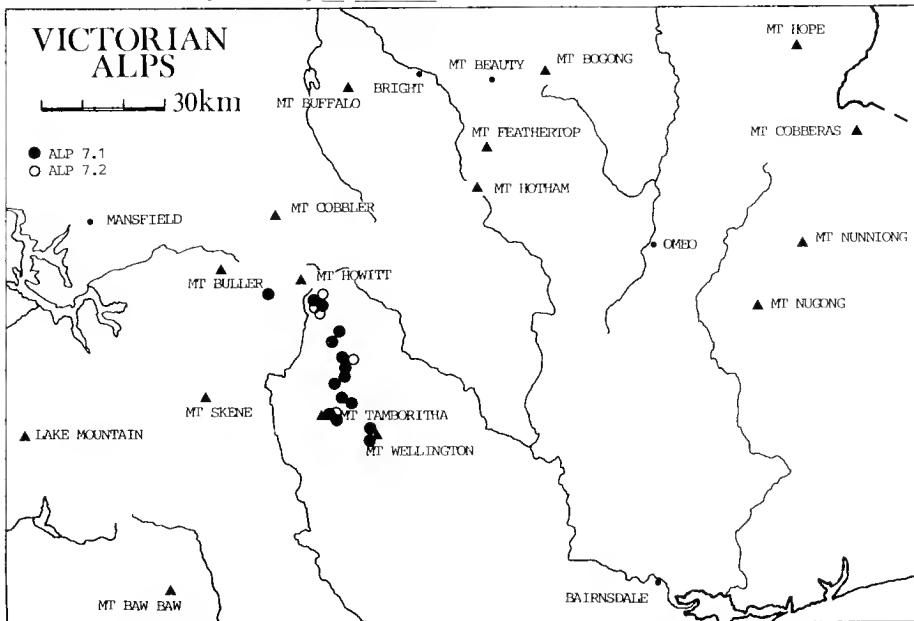 VICTORIAN
ALPS
30km
ALP 7.1
ALP 7.2
MT HOPE
MT BEAUTY
MT BOGONG
BRIGHT
MT BUFFALO
MT FEATHERTOP
MT COBBERAS
MT HOTHAM
MT COBBLER
MANSFIELD
OMEO
MT NUNNIONG
MT BULLER
MT HOWITT
MT NUGONG
MT SKENE
MT TAMBORITHA
LAKE MOUNTAIN
MT WELLINGTON
MT BAW BAW
BAIRNSDALE